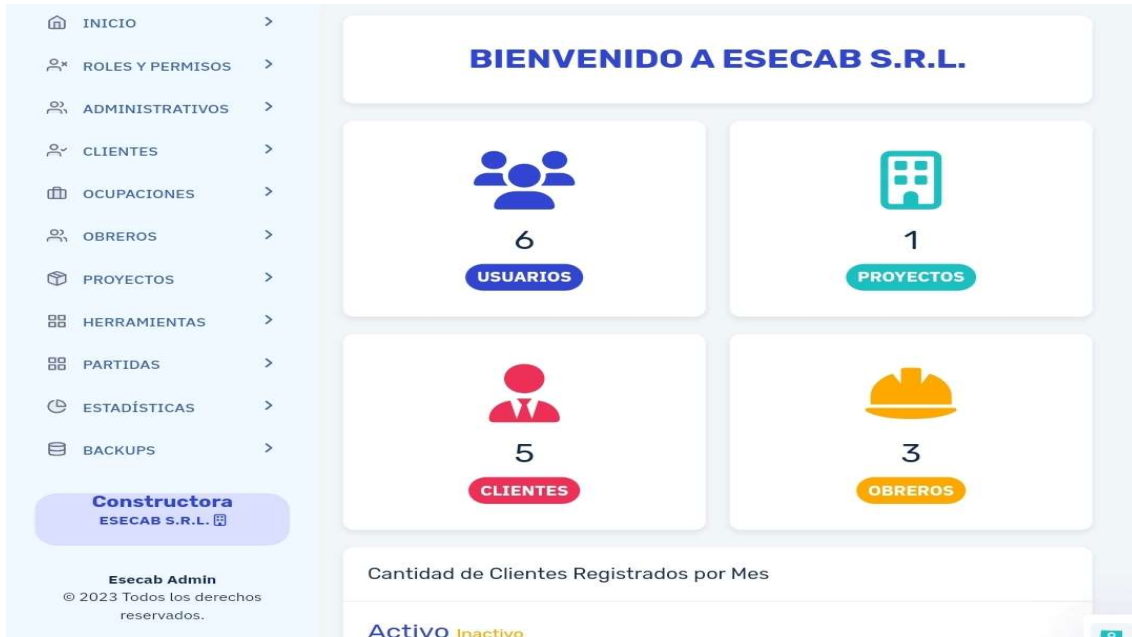 INICIO
ROLES Y PERMISOS
ADMINISTRATIVOS
CLIENTES
OCUPACIONES
OBREROS
PROYECTOS
HERRAMIENTAS
PARTIDAS
ESTADÍSTICAS
BACKUPS
Constructora
ESECAB S.R.L.
Esecab Admin
© 2023 Todos los derechos
reservados.
BIENVENIDO A ESECAB S.R.L.
6
USUARIOS
1
PROYECTOS
5
CLIENTES
3
OBREROS
Cantidad de Clientes Registrados por Mes
Activo Inactivo